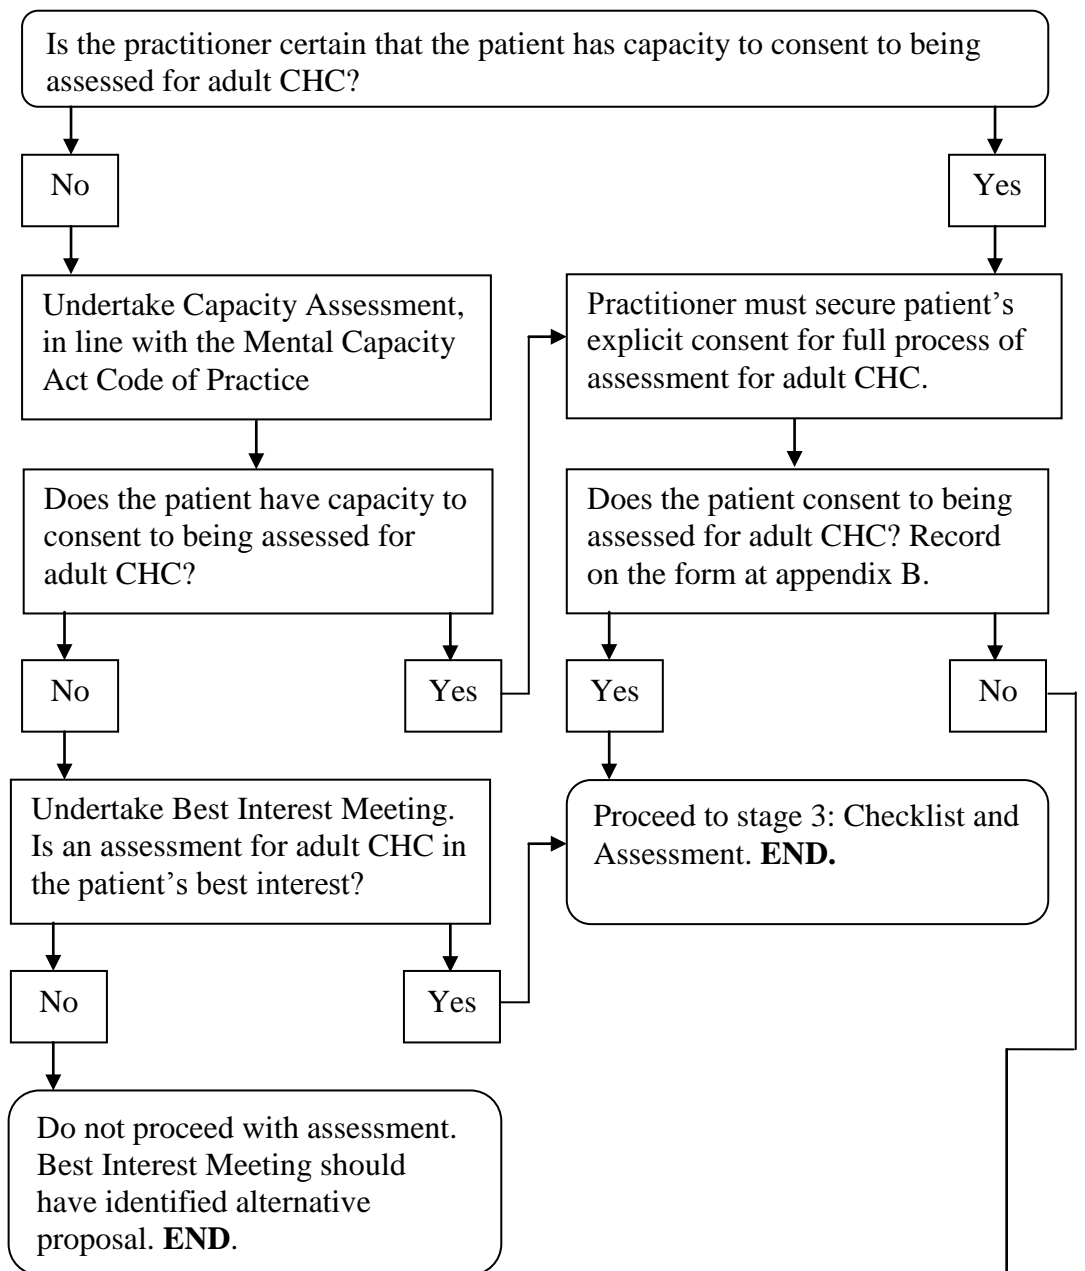 Is the practitioner certain that the patient has capacity to consent to being
assessed for adult CHC?
No
Yes
Undertake Capacity Assessment,
in line with the Mental Capacity
Act Code of Practice
Practitioner must secure patient’s
explicit consent for full process of
assessment for adult CHC.
Does the patient have capacity to
consent to being assessed for
adult CHC?
Does the patient consent to being
assessed for adult CHC? Record
on the form at appendix B.
No
Yes
Yes
No
Undertake Best Interest Meeting.
Is an assessment for adult CHC in
the patient’s best interest?
Proceed to stage 3: Checklist and
Assessment. END.
No
Yes
Do not proceed with assessment.
Best Interest Meeting should
have identified alternative
proposal. END.